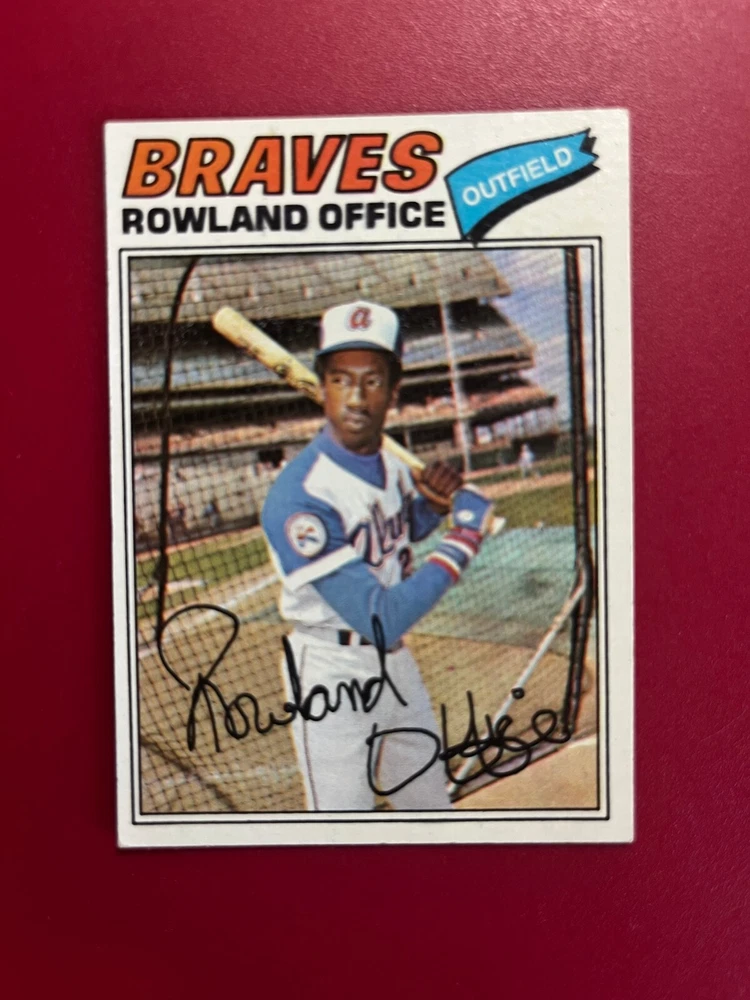 BRAVES
ROWLAND OFFICE
OUTFIELD
a
Rowland Office